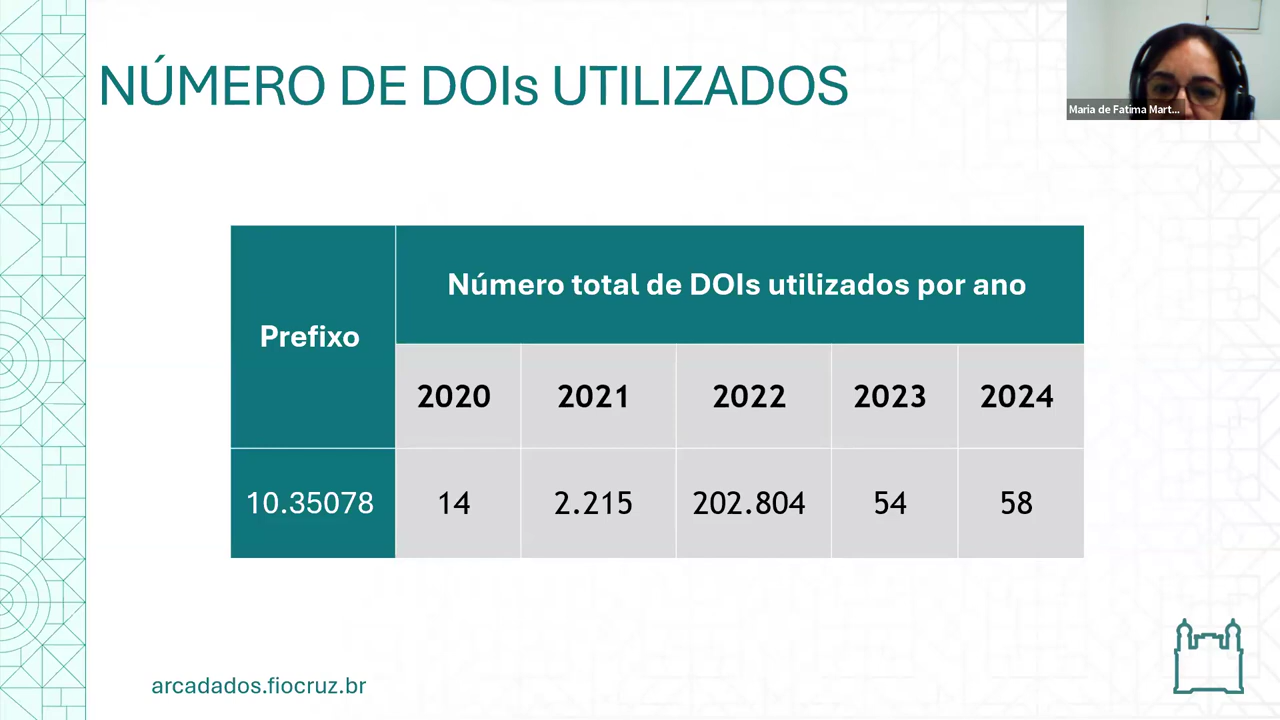 NÚMERO DE DOIs UTILIZADOS
Maria de Fatima Mart...
Prefixo
Número total de DOIs utilizados por ano
2020 2021 2022 2023 2024
10.35078 14 2.215 202.804 54 58
arcadados.fiocruz.br